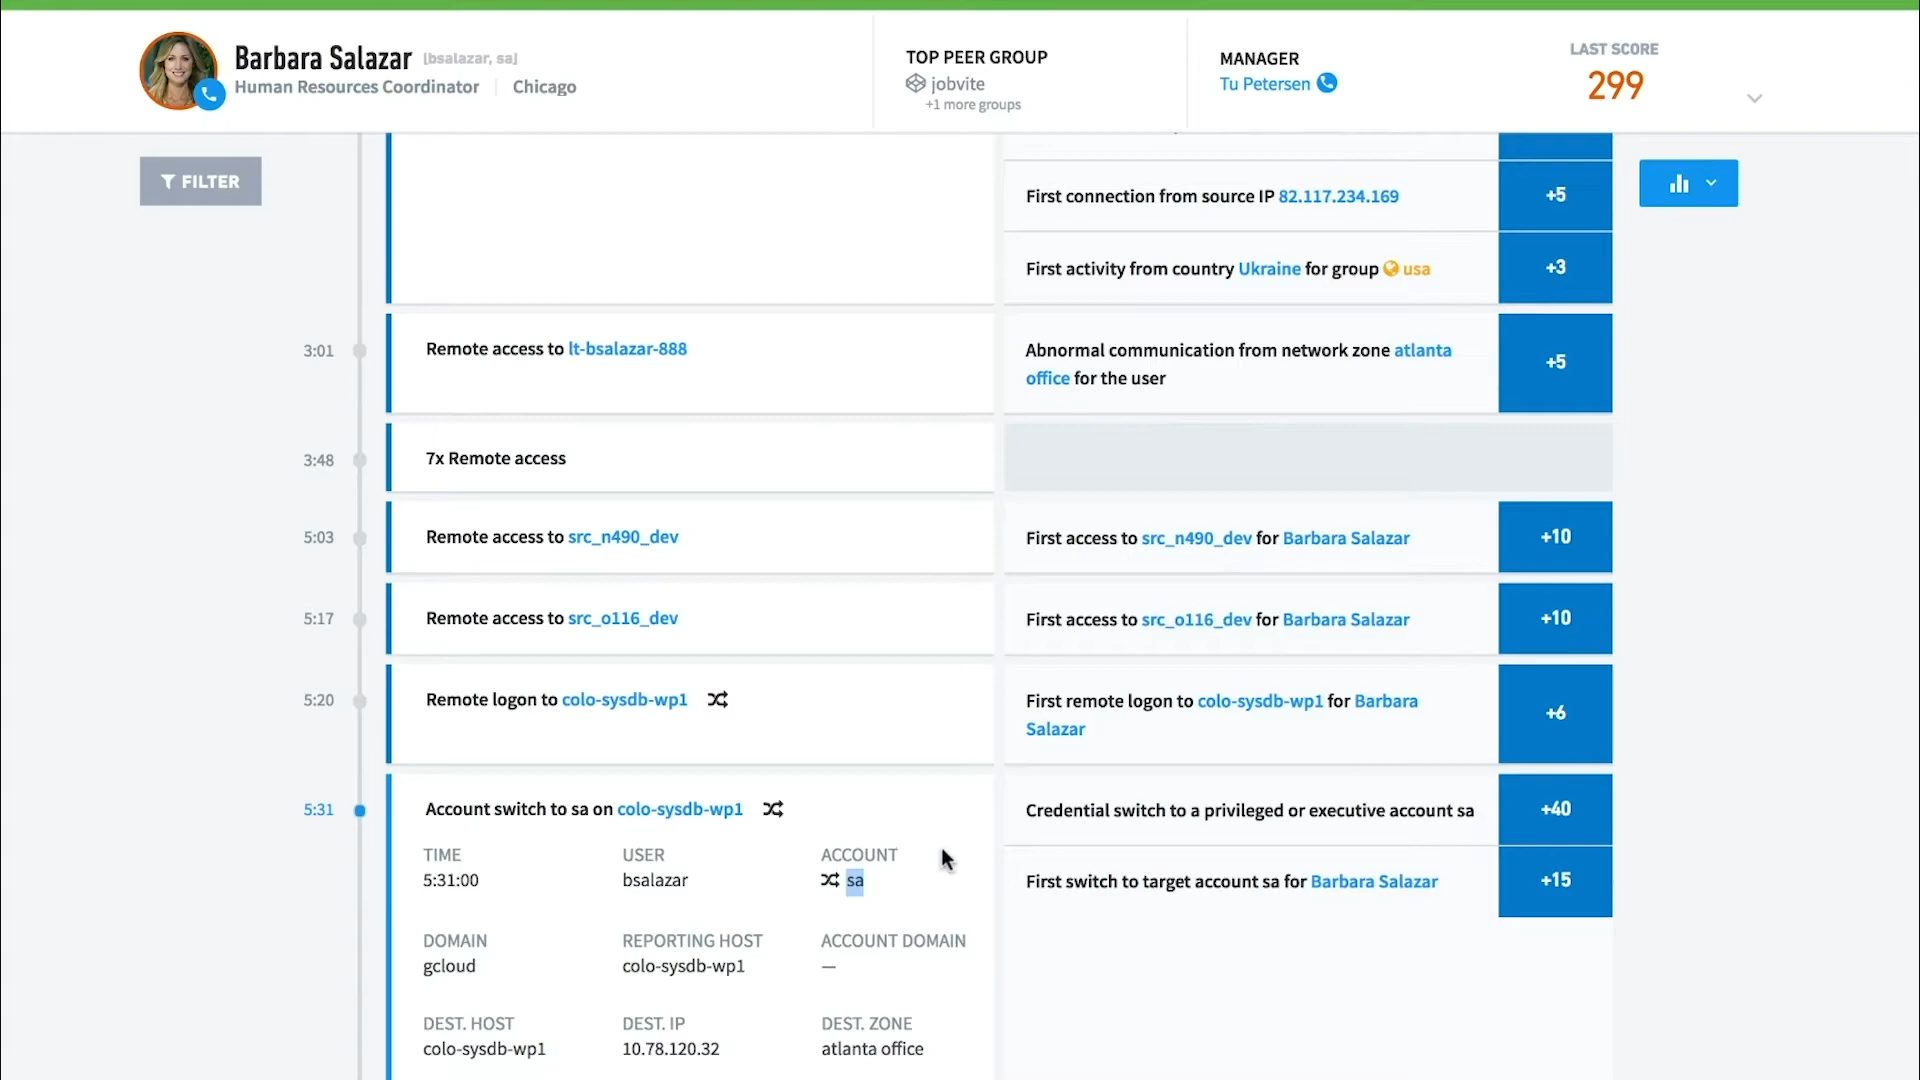 Barbara Salazar [bsalazar, sa]
Human Resources Coordinator Chicago
TOP PEER GROUP
jobvite
+1 more groups
MANAGER
Tu Petersen
LAST SCORE
299
FILTER
First connection from source IP 82.117.234.169 +5
First activity from country Ukraine for group usa +3
3:01 Remote access to lt-bsalazar-888
Abnormal communication from network zone atlanta
office for the user
+5
3:48 7x Remote access
5:03 Remote access to src_n490_dev
First access to src_n490_dev for Barbara Salazar +10
5:17 Remote access to src_o116_dev
First access to src_o116_dev for Barbara Salazar +10
5:20 Remote logon to colo-sysdb-wp1
First remote logon to colo-sysdb-wp1 for Barbara
Salazar
+6
5:31 Account switch to sa on colo-sysdb-wp1
Credential switch to a privileged or executive account sa +40
First switch to target account sa for Barbara Salazar +15
TIME USER ACCOUNT
5:31:00 bsalazar sa
DOMAIN REPORTING HOST ACCOUNT DOMAIN
gcloud colo-sysdb-wp1 —
DEST. HOST DEST. IP DEST. ZONE
colo-sysdb-wp1 10.78.120.32 atlanta office